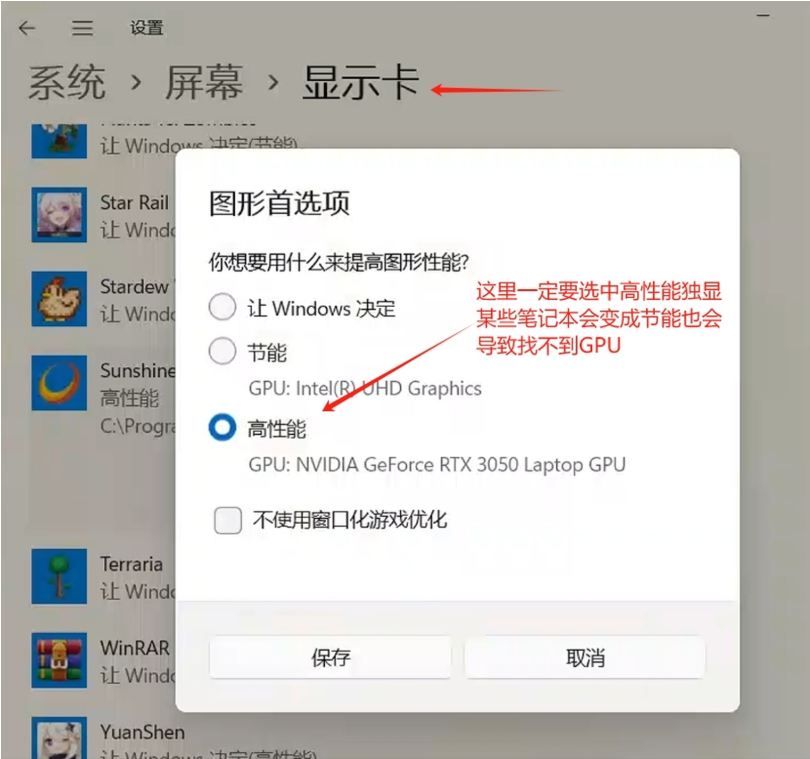 设置
系统 › 屏幕 › 显示卡
让 Windows 决定(节能)
图形首选项
Star Rail
让 Windo
你想要用什么来提高图形性能?
Stardew
让 Windo
让 Windows 决定
这里一定要选中高性能独显
某些笔记本会变成节能也会
导致找不到GPU
节能
GPU: Intel(R) UHD Graphics
Sunshine
高性能
C:\Progra
高性能
GPU: NVIDIA GeForce RTX 3050 Laptop GPU
不使用窗口化游戏优化
Terraria
让 Windo
WinRAR
让 Windo
保存
取消
YuanShen
让 Windows 决定(高性能)